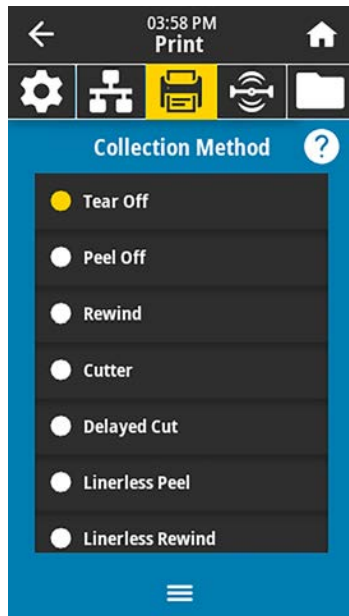 03:58 PM
Print
Collection Method
?
Tear Off
Peel Off
Rewind
Cutter
Delayed Cut
Linerless Peel
Linerless Rewind